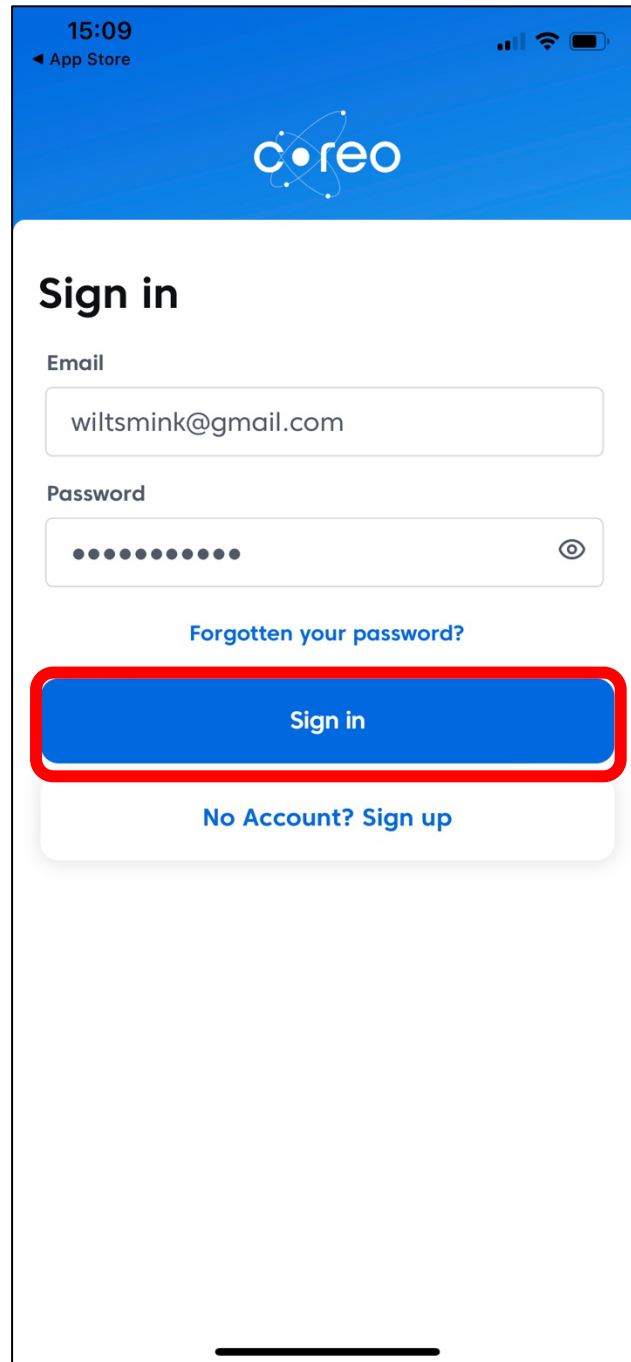 15:09
◀ App Store
coreo
Sign in
Email
wiltsmink@gmail.com
Password
●●●●●●●●●●●
Forgotten your password?
Sign in
No Account? Sign up